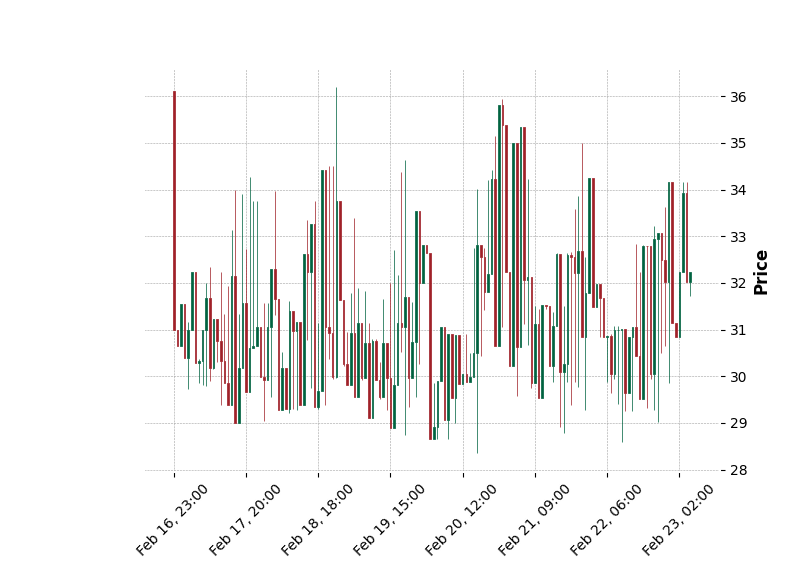 36
35
34
33
32
31
30
29
28
Price
Feb 16, 23:00
Feb 17, 20:00
Feb 18, 18:00
Feb 19, 15:00
Feb 20, 12:00
Feb 21, 09:00
Feb 22, 06:00
Feb 23, 02:00